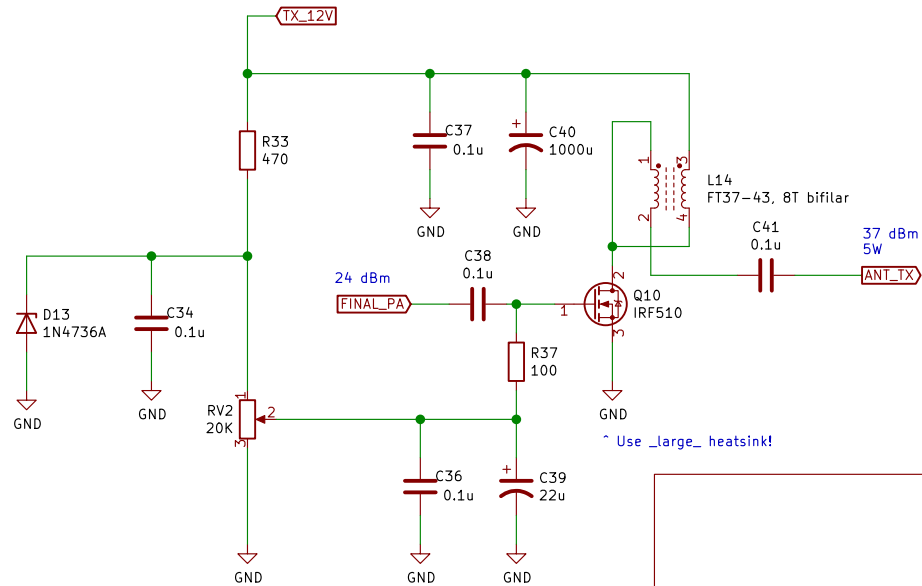 TX_12V
R33
470
C37
0.1u
+
C40
1000u
1
3
2
4
L14
FT37-43, 8T bifilar
GND
GND
C41
0.1u
37 dBm
5W
ANT_TX
24 dBm
FINAL_PA
C38
0.1u
1
2
3
Q10
IRF510
D13
1N4736A
C34
0.1u
GND
GND
R37
100
GND
RV2
20K
1
2
3
^ Use _large_ heatsink!
C36
0.1u
+
C39
22u
GND
GND
GND